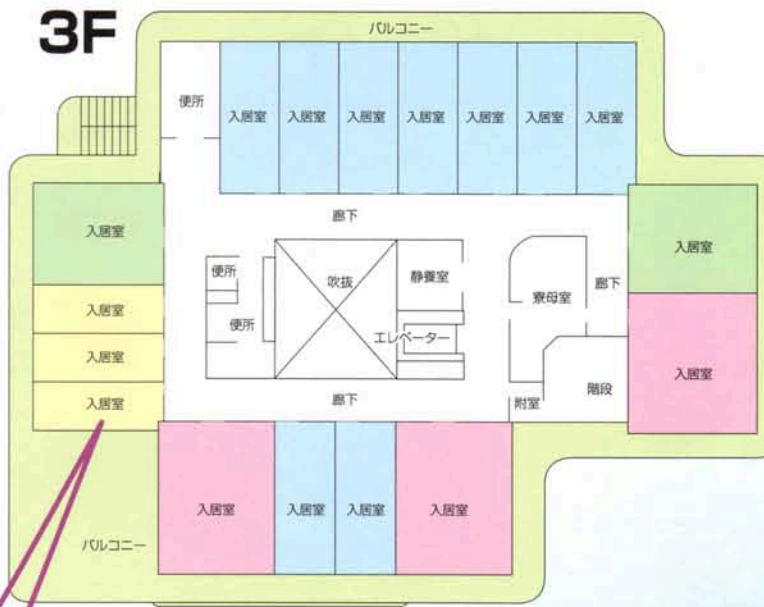 3F
バルコニー
便所
入居室
入居室
入居室
入居室
入居室
入居室
入居室
廊下
入居室
入居室
便所
吹抜
静養室
寮母室
廊下
入居室
便所
エレベーター
入居室
入居室
入居室
廊下
附室
階段
入居室
入居室
入居室
入居室
バルコニー